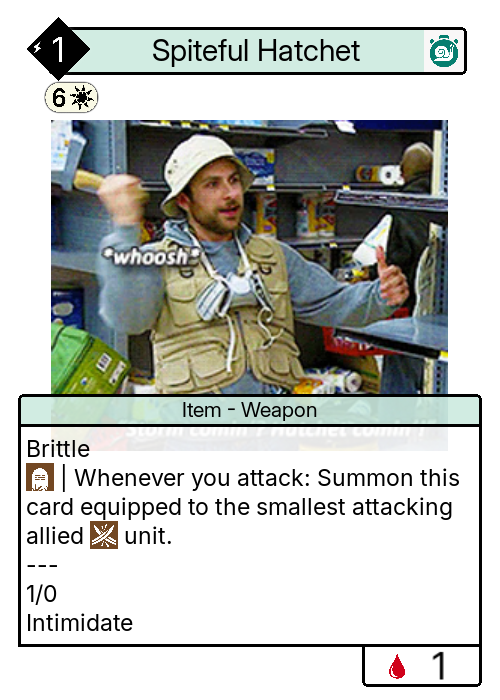 1 Spiteful Hatchet
6
*whoosh*
"Storm comin'? Hatchet comin'!"
Item - Weapon
Brittle
| Whenever you attack: Summon this
card equipped to the smallest attacking
allied unit.
---
1/0
Intimidate
1